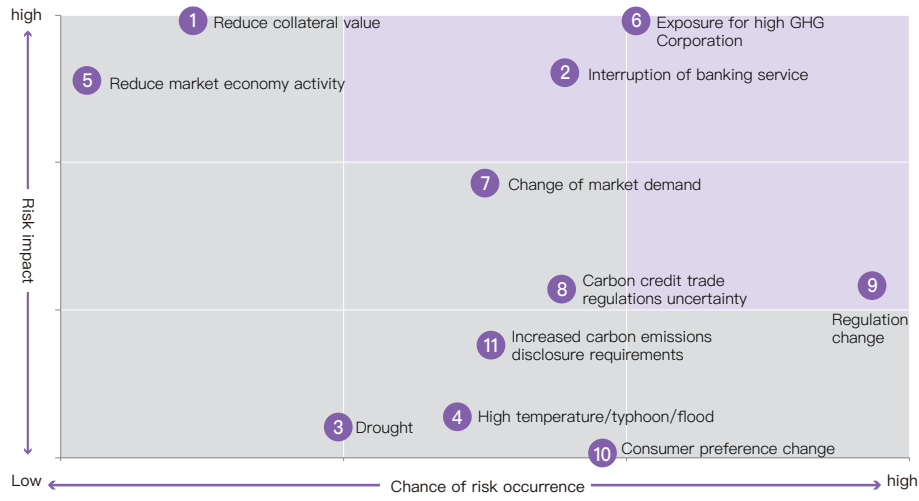 high
1 Reduce collateral value
6 Exposure for high GHG
Corporation
5 Reduce market economy activity
2 Interruption of banking service
7 Change of market demand
Risk impact
8 Carbon credit trade
regulations uncertainty
9
Regulation
change
11 Increased carbon emissions
disclosure requirements
3 Drought
4 High temperature/typhoon/flood
10 Consumer preference change
Low
Chance of risk occurrence
high